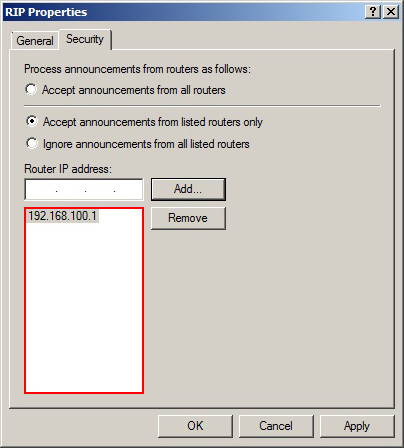 RIP Properties
General
Security
Process announcements from routers as follows:
Accept announcements from all routers
Accept announcements from listed routers only
Ignore announcements from all listed routers
Router IP address:
. . .
Add...
192.168.100.1
Remove
OK
Cancel
Apply